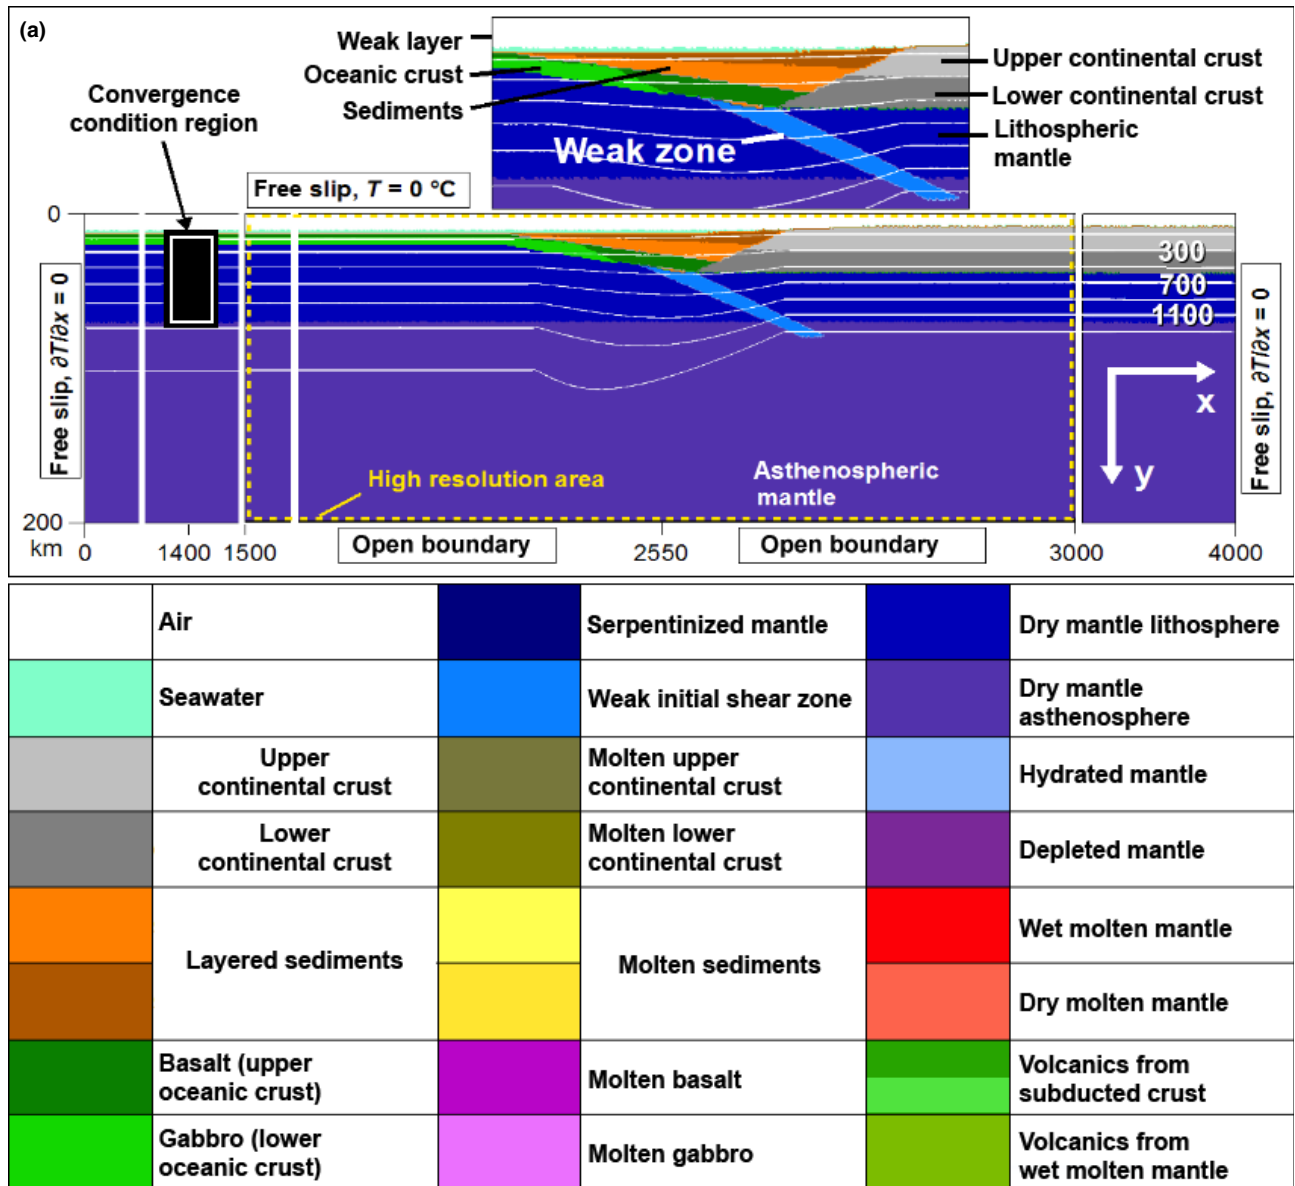 (a)
Weak layer
Oceanic crust
Sediments
Upper continental crust
Lower continental crust
Lithospheric
mantle
Weak zone
Convergence
condition region
Free slip, T = 0 °C
0
200
km
Free slip, ∂T/∂x = 0
300
700
1100
x
y
Free slip, ∂T/∂x = 0
High resolution area
Asthenospheric
mantle
0
1400
1500
Open boundary
2550
Open boundary
3000
4000
Air
Serpentinized mantle
Dry mantle lithosphere
Seawater
Weak initial shear zone
Dry mantle
asthenosphere
Upper
continental crust
Molten upper
continental crust
Hydrated mantle
Lower
continental crust
Molten lower
continental crust
Depleted mantle
Layered sediments
Molten sediments
Wet molten mantle
Dry molten mantle
Basalt (upper
oceanic crust)
Molten basalt
Volcanics from
subducted crust
Gabbro (lower
oceanic crust)
Molten gabbro
Volcanics from
wet molten mantle